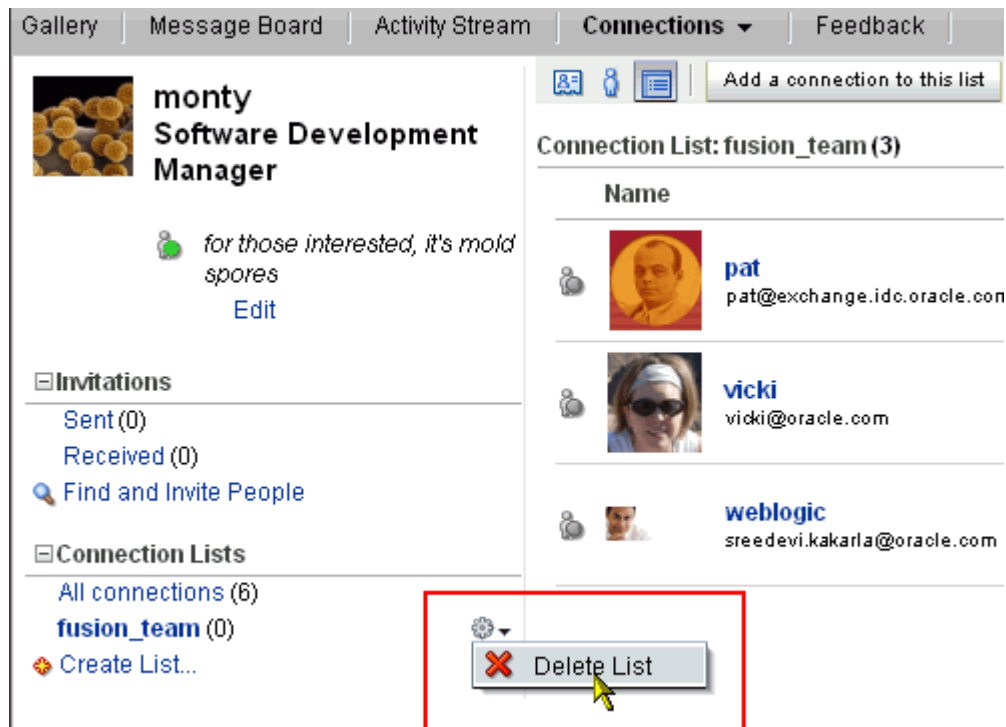 Gallery Message Board Activity Stream Connections Feedback
monty
Software Development
Manager
for those interested, it's mold
spores
Edit
Invitations
Sent (0)
Received (0)
Find and Invite People
Connection Lists
All connections (6)
fusion_team (0)
Create List...
Delete List
Add a connection to this list
Connection List: fusion_team (3)
Name
pat
pat@exchange.idc.oracle.com
vicki
vicki@oracle.com
weblogic
sreedevi.kakarla@oracle.com